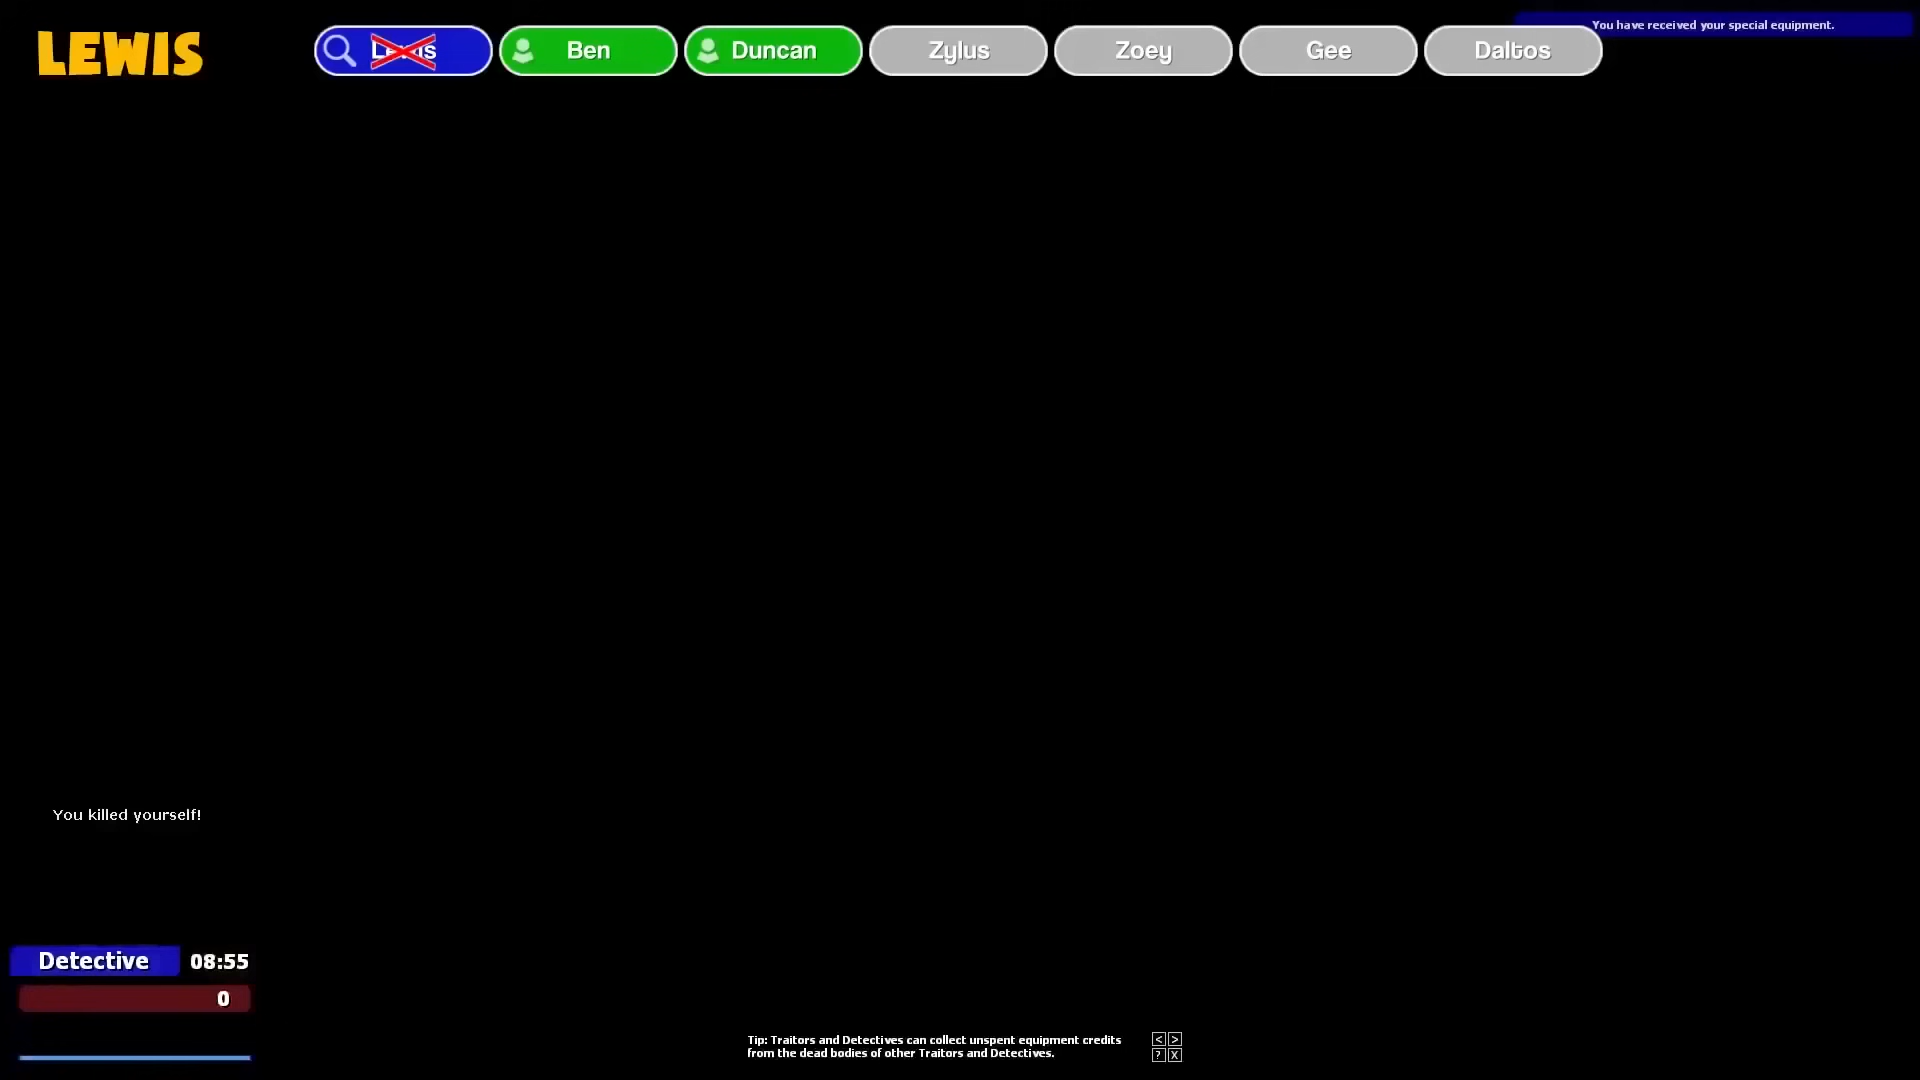 LEWIS
Lewis
Ben
Duncan
Zylus
Zoey
Gee
Daltos
You have received your special equipment.
You killed yourself!
Detective 08:55
0
Tip: Traitors and Detectives can collect unspent equipment credits
from the dead bodies of other Traitors and Detectives.
< >
? X